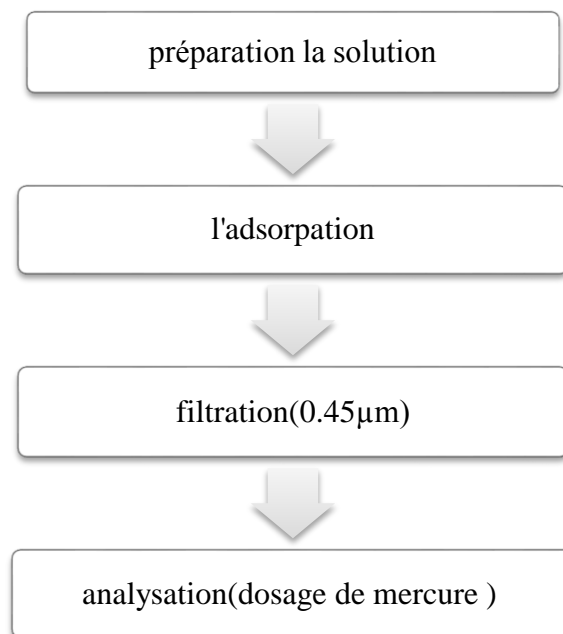 préparation la solution
l'adsorpation
filtration(0.45µm)
analysation(dosage de mercure )